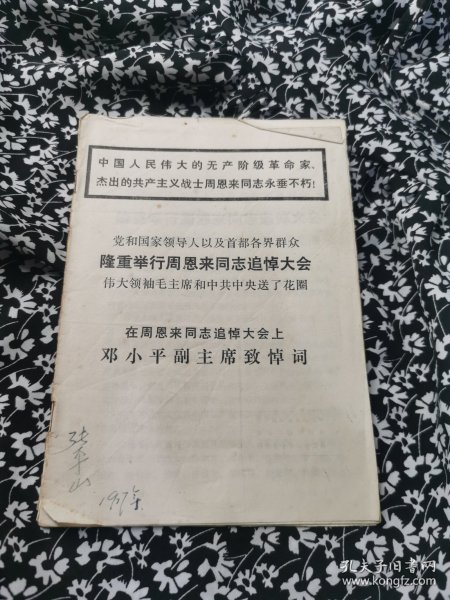 中国人民伟大的无产阶级革命家、
杰出的共产主义战士周恩来同志永垂不朽！
党和国家领导人以及首都各界群众
隆重举行周恩来同志追悼大会
伟大领袖毛主席和中共中央送了花圈
在周恩来同志追悼大会上
邓小平副主席致悼词
孔夫子旧书网
www.kongfz.com